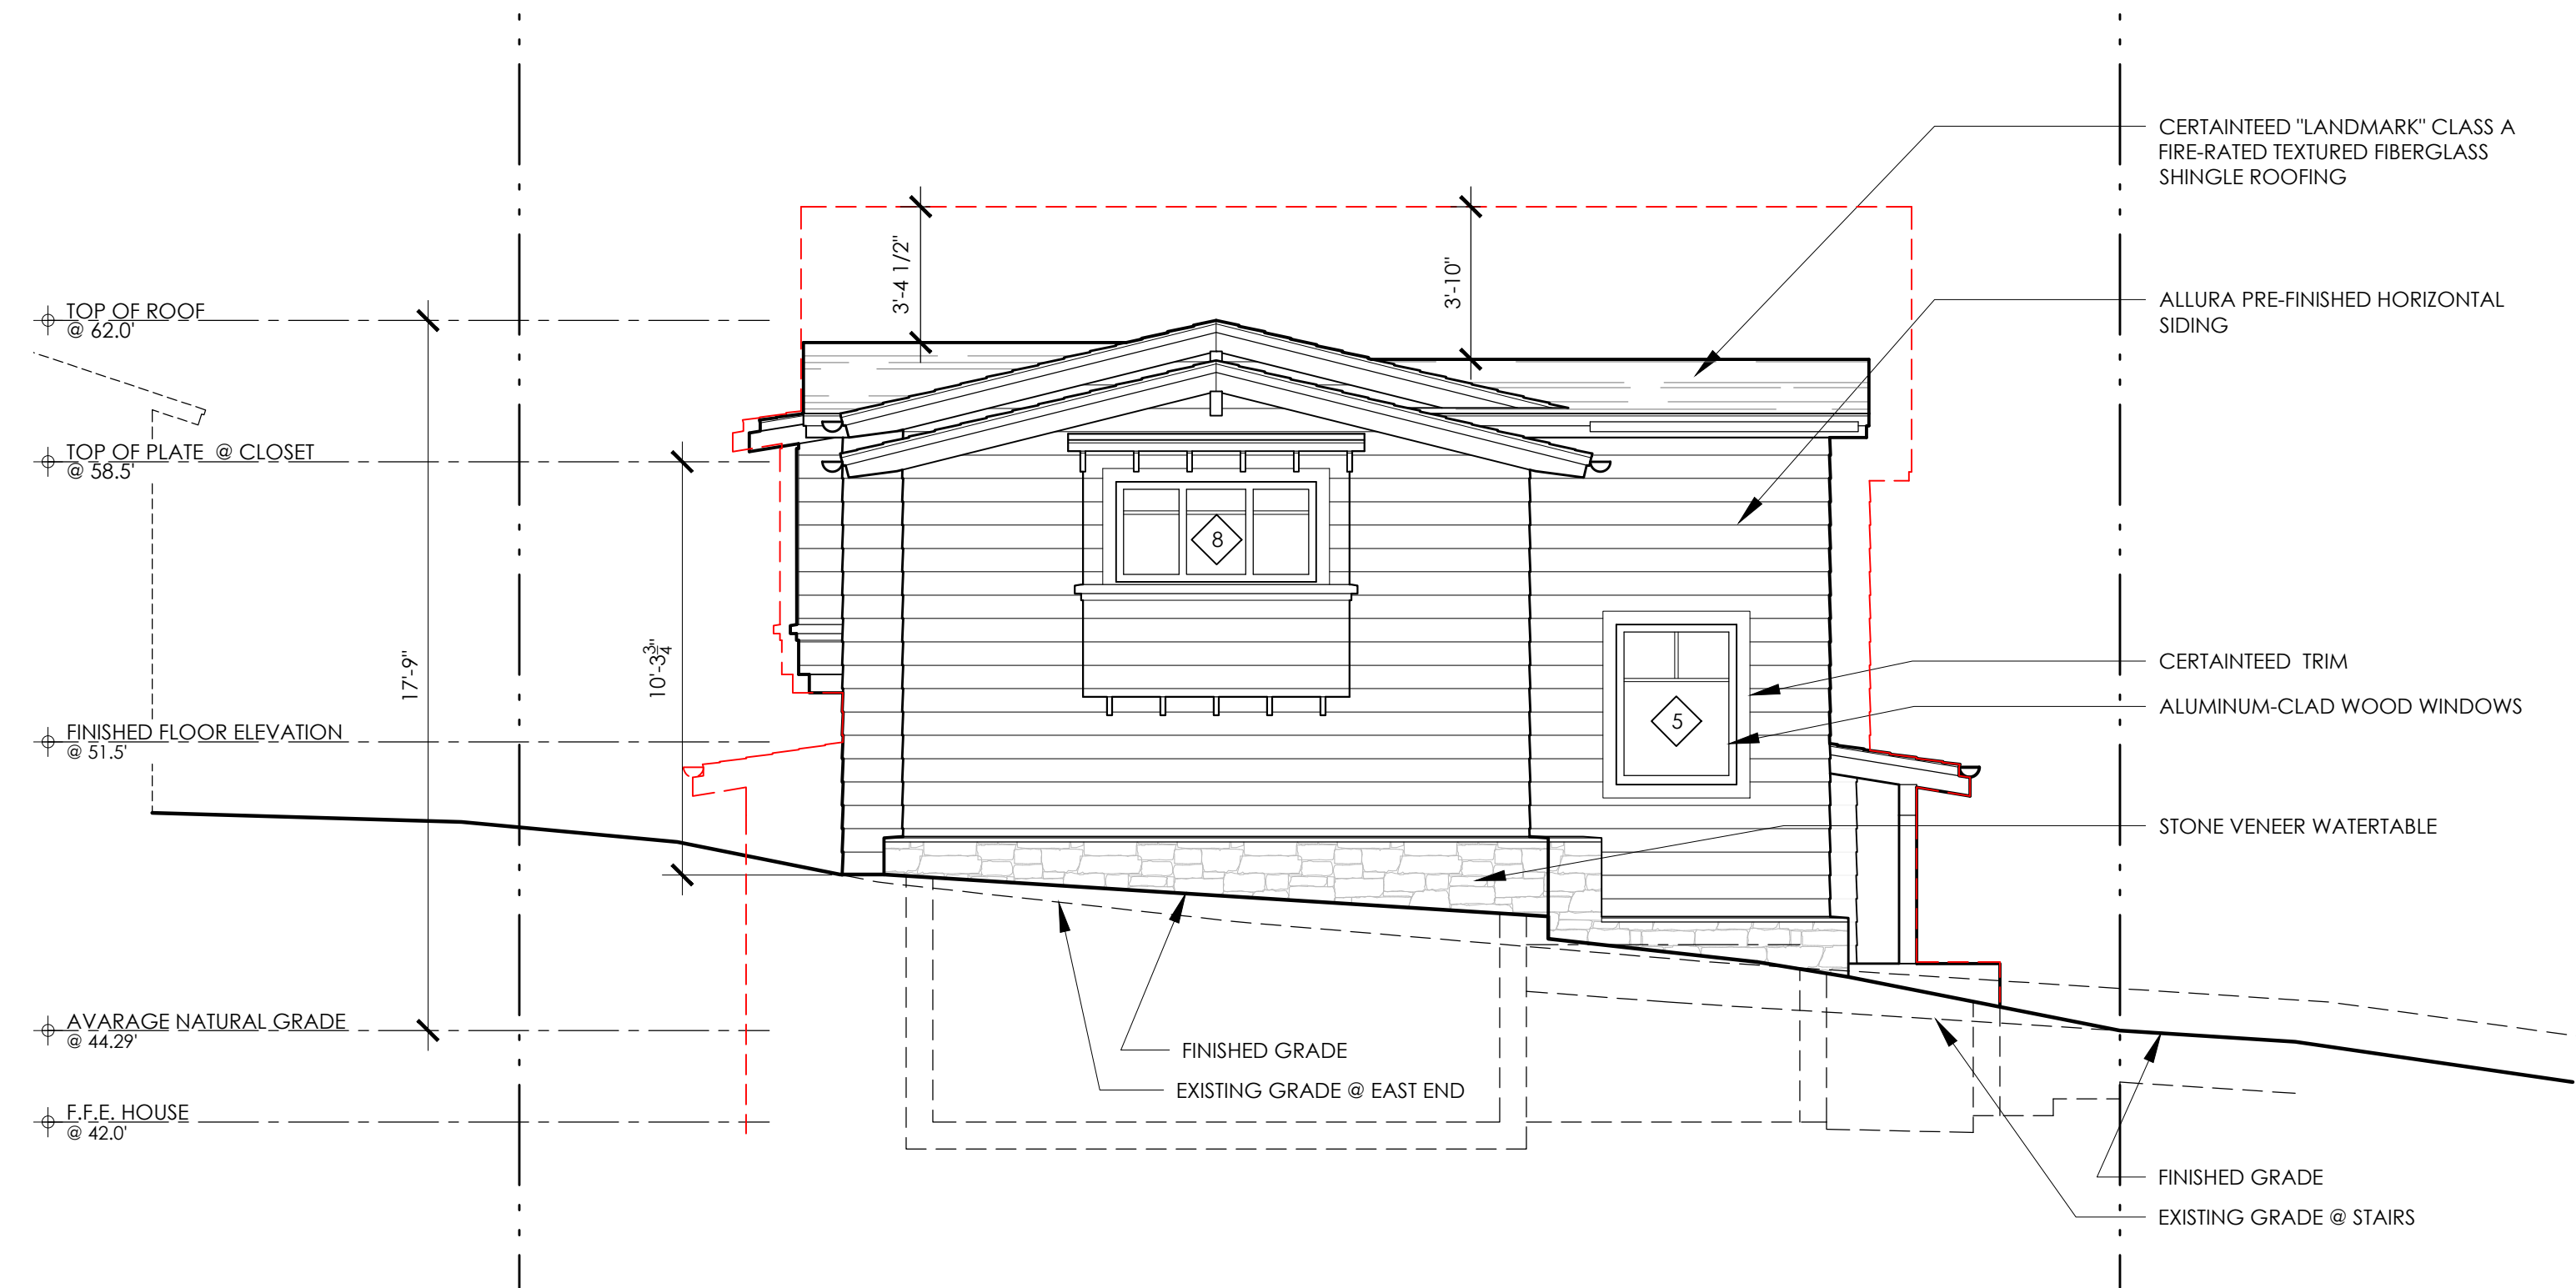 CERTAINTEED "LANDMARK" CLASS A
FIRE-RATED TEXTURED FIBERGLASS
SHINGLE ROOFING
3'-4 1/2"
3'-10"
TOP OF ROOF
@ 62.0'
ALLURA PRE-FINISHED HORIZONTAL
SIDING
TOP OF PLATE @ CLOSET
@ 58.5'
8
17'-9"
10'-3 3/4"
CERTAINTEED TRIM
ALUMINUM-CLAD WOOD WINDOWS
5
FINISHED FLOOR ELEVATION
@ 51.5'
STONE VENEER WATERTABLE
AVARAGE NATURAL GRADE
@ 44.29'
FINISHED GRADE
EXISTING GRADE @ EAST END
F.F.E. HOUSE
@ 42.0'
FINISHED GRADE
EXISTING GRADE @ STAIRS